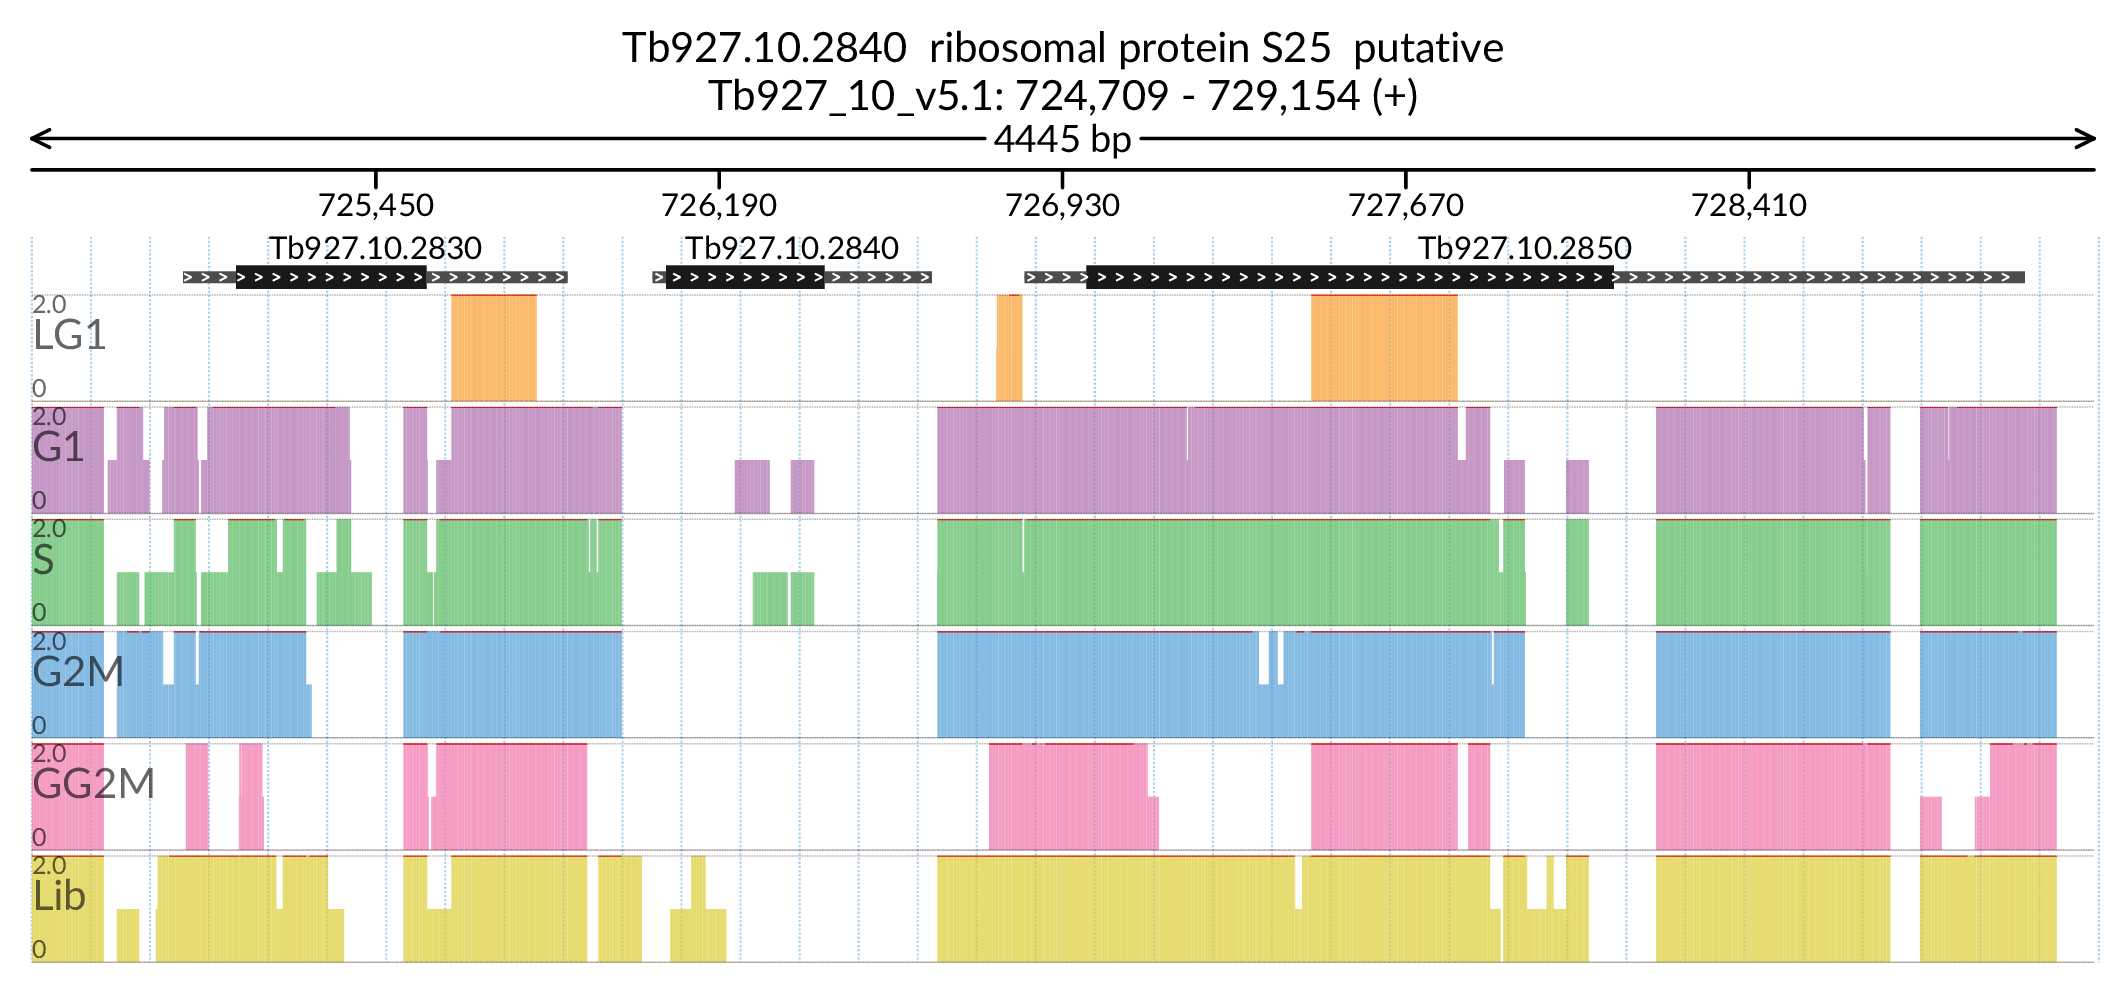 Tb927.10.2840  ribosomal protein S25  putative
Tb927_10_v5.1: 724,709 - 729,154 (+)
4445 bp
725,450 726,190 726,930 727,670 728,410
Tb927.10.2830 Tb927.10.2840 Tb927.10.2850
2.0
LG1
0
2.0
G1
0
2.0
S
0
2.0
G2M
0
2.0
GG2M
0
2.0
Lib
0